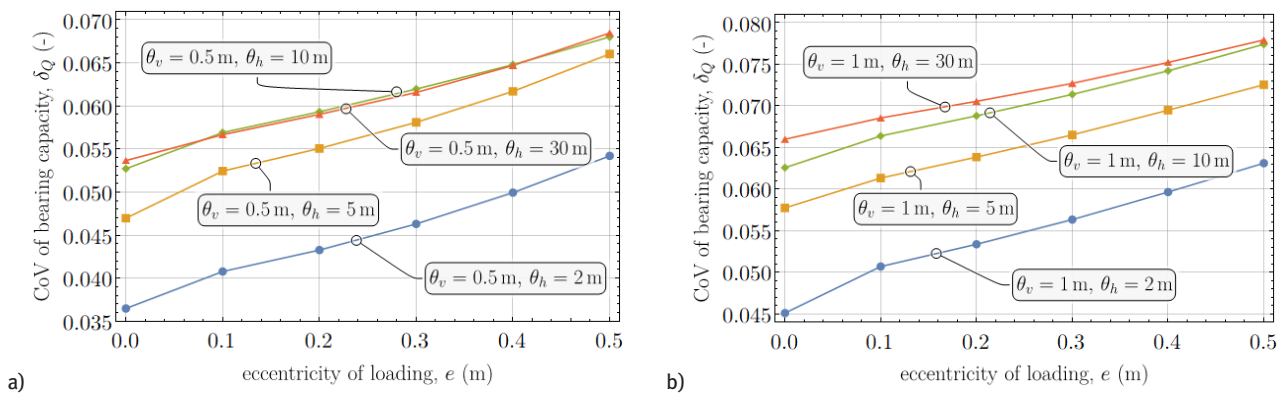 CoV of bearing capacity, δ_Q (-)
0.070
0.065
0.060
0.055
0.050
0.045
0.040
0.035
θ_v = 0.5 m, θ_h = 10 m
θ_v = 0.5 m, θ_h = 30 m
θ_v = 0.5 m, θ_h = 5 m
θ_v = 0.5 m, θ_h = 2 m
0.0 0.1 0.2 0.3 0.4 0.5
eccentricity of loading, e (m)
a)
CoV of bearing capacity, δ_Q (-)
0.080
0.075
0.070
0.065
0.060
0.055
0.050
0.045
θ_v = 1 m, θ_h = 30 m
θ_v = 1 m, θ_h = 10 m
θ_v = 1 m, θ_h = 5 m
θ_v = 1 m, θ_h = 2 m
0.0 0.1 0.2 0.3 0.4 0.5
eccentricity of loading, e (m)
b)